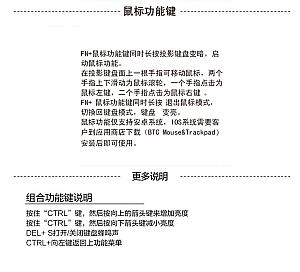 鼠标功能键
FN+鼠标功能键同时长按投影键盘变暗，启
动鼠标功能。
在投影键盘面上一根手指可移动鼠标，两个
手指上下滑动为鼠标滚轮，一个手指点击为
鼠标左键，二个手指点击为鼠标右键 。
FN+ 鼠标功能键同时长按 退出鼠标模式，
切换回键盘模式，键盘  变亮。
鼠标功能仅支持安卓系统，IOS系统需要客
户到应用商店下载（BTC Mouse&Trackpad）
安装后即可使用。
更多说明
组合功能键说明
按住“CTRL”键，然后按向上的箭头键来增加亮度
按住“CTRL”键，然后按向下箭头键减小亮度
DEL+ S打开/关闭键盘蜂鸣声
CTRL+向左键返回上功能菜单